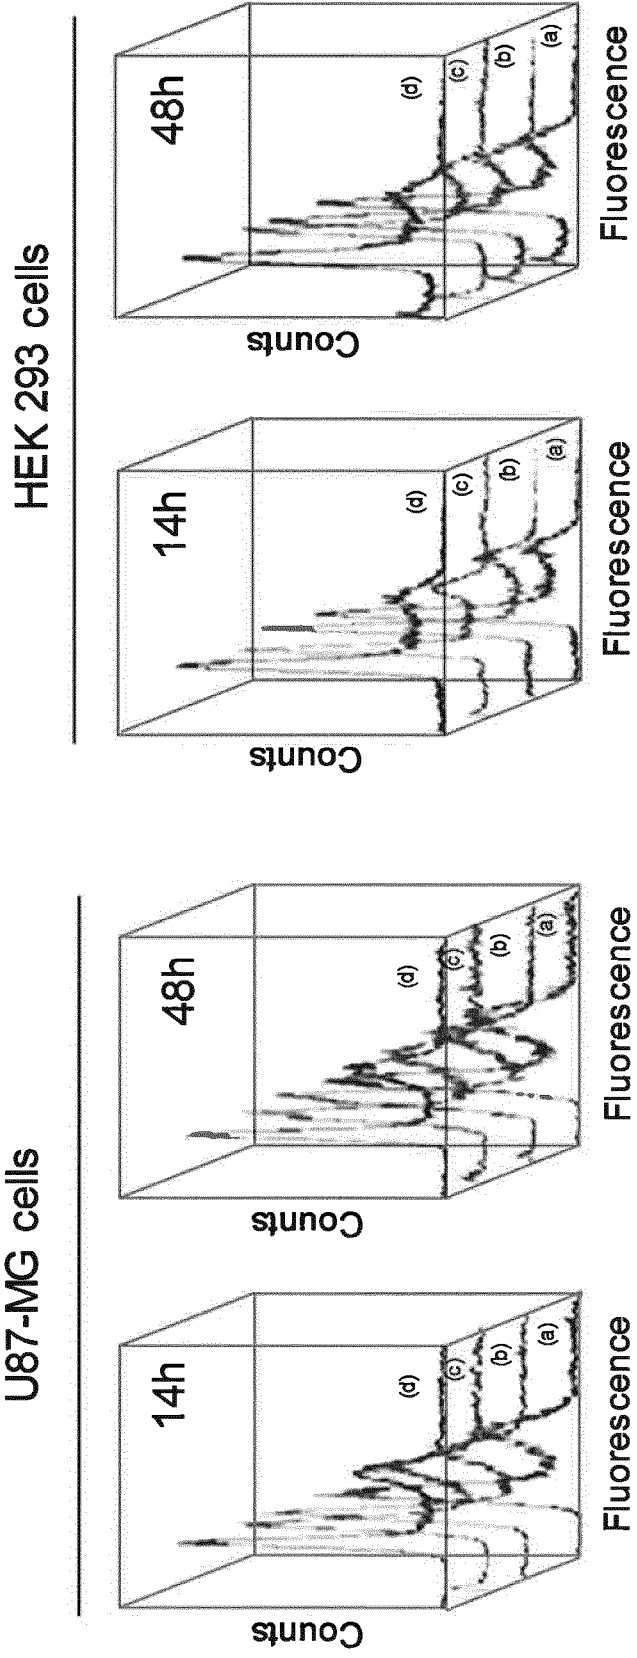 U87-MG cells
HEK 293 cells
14h
48h
14h
48h
(d)
(c)
(b)
(a)
(d)
(c)
(b)
(a)
(d)
(c)
(b)
(a)
(d)
(c)
(b)
(a)
Counts
Counts
Counts
Counts
Fluorescence
Fluorescence
Fluorescence
Fluorescence